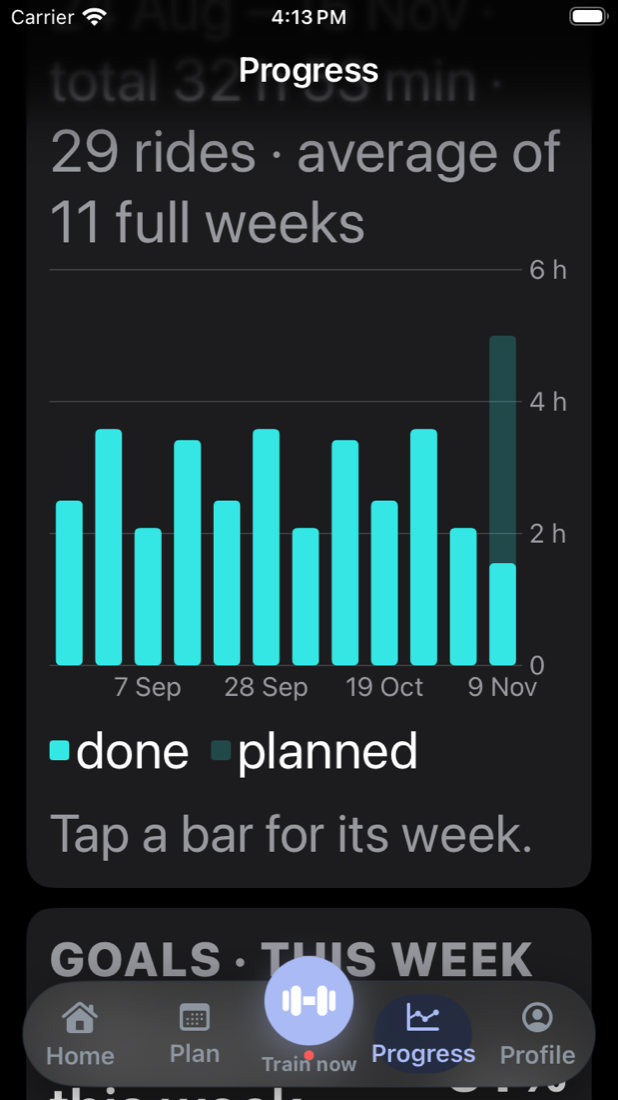 Carrier
4:13 PM
Progress
29 rides · average of
11 full weeks
6 h
4 h
2 h
0
7 Sep
28 Sep
19 Oct
9 Nov
done
planned
Tap a bar for its week.
GOALS · THIS WEEK
Home
Plan
Train now
Progress
Profile
this week